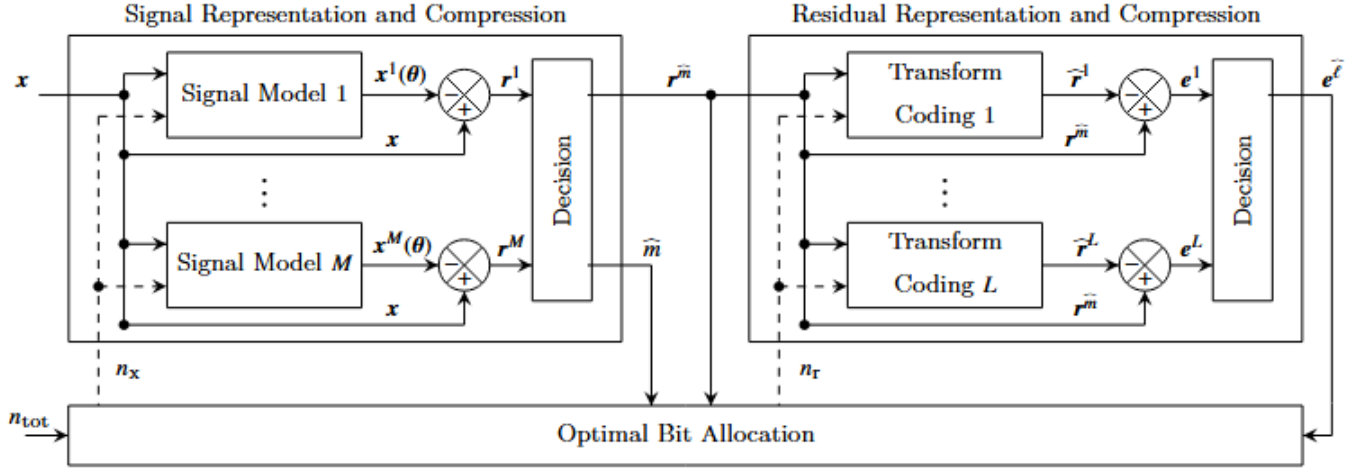 Signal Representation and Compression
Residual Representation and Compression
x
Signal Model 1
x¹(θ)
−
+
r¹
x
⋮
Signal Model M
x^M(θ)
−
+
r^M
x
Decision
r^m̂
m̂
n_x
Transform
Coding 1
r̂¹
−
+
e¹
r^m̂
⋮
Transform
Coding L
r̂^L
−
+
e^L
r^m̂
Decision
e^ℓ̂
n_r
n_tot
Optimal Bit Allocation